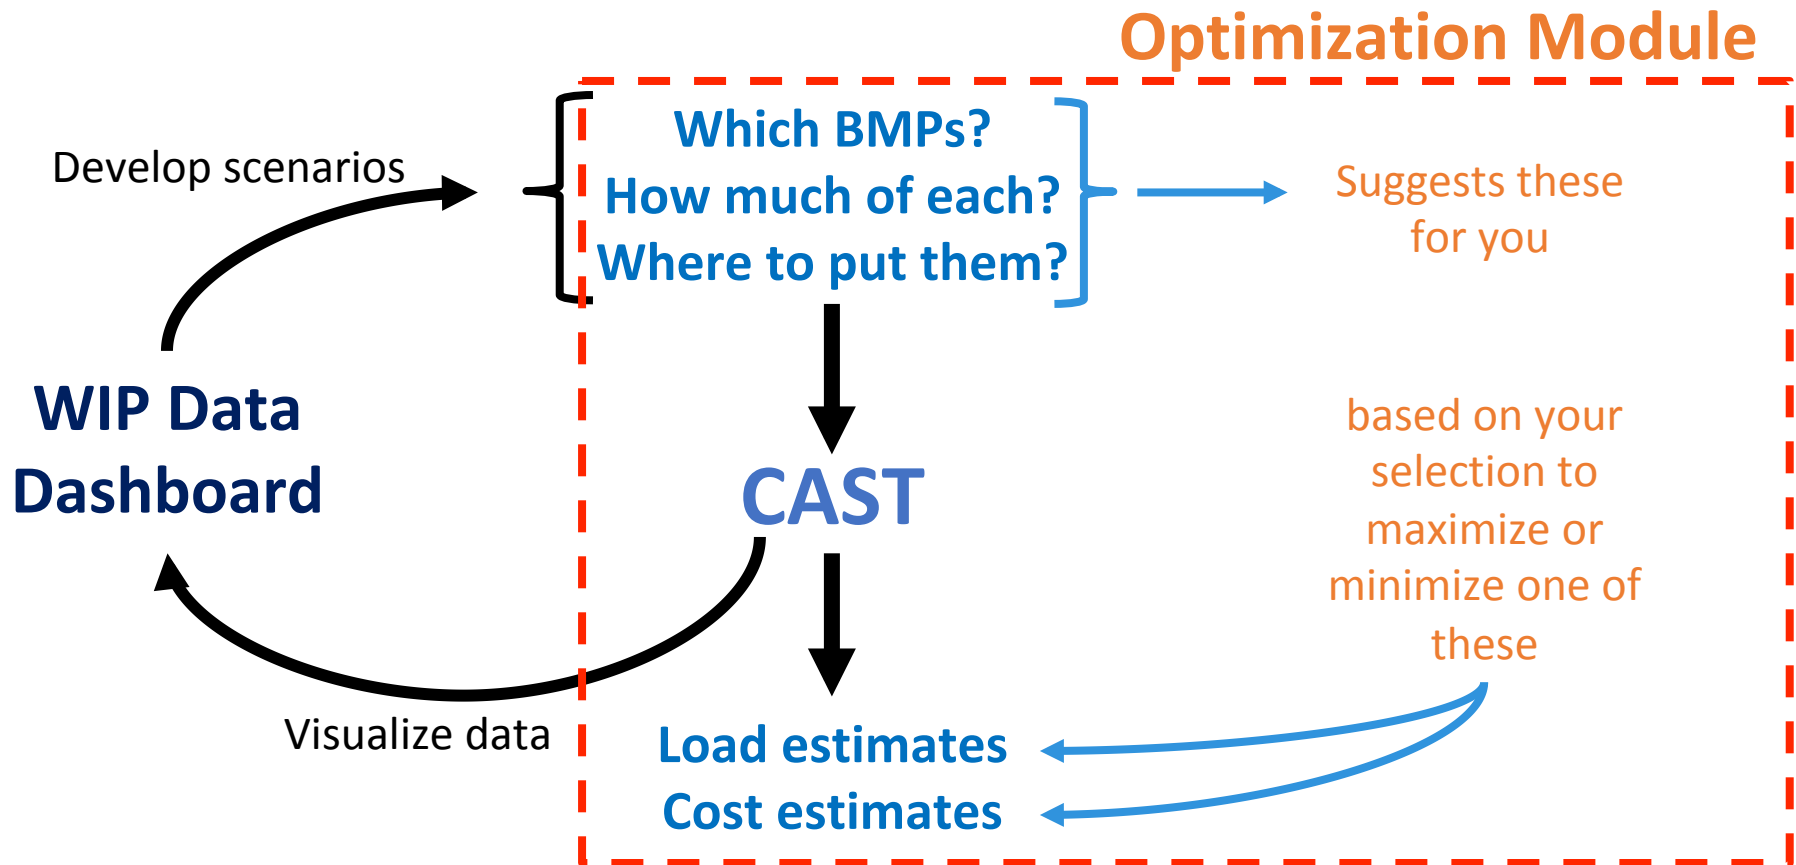 Optimization Module
Which BMPs?
How much of each?
Where to put them?
Develop scenarios
Suggests these
for you
WIP Data
Dashboard
CAST
based on your
selection to
maximize or
minimize one of
these
Visualize data
Load estimates
Cost estimates